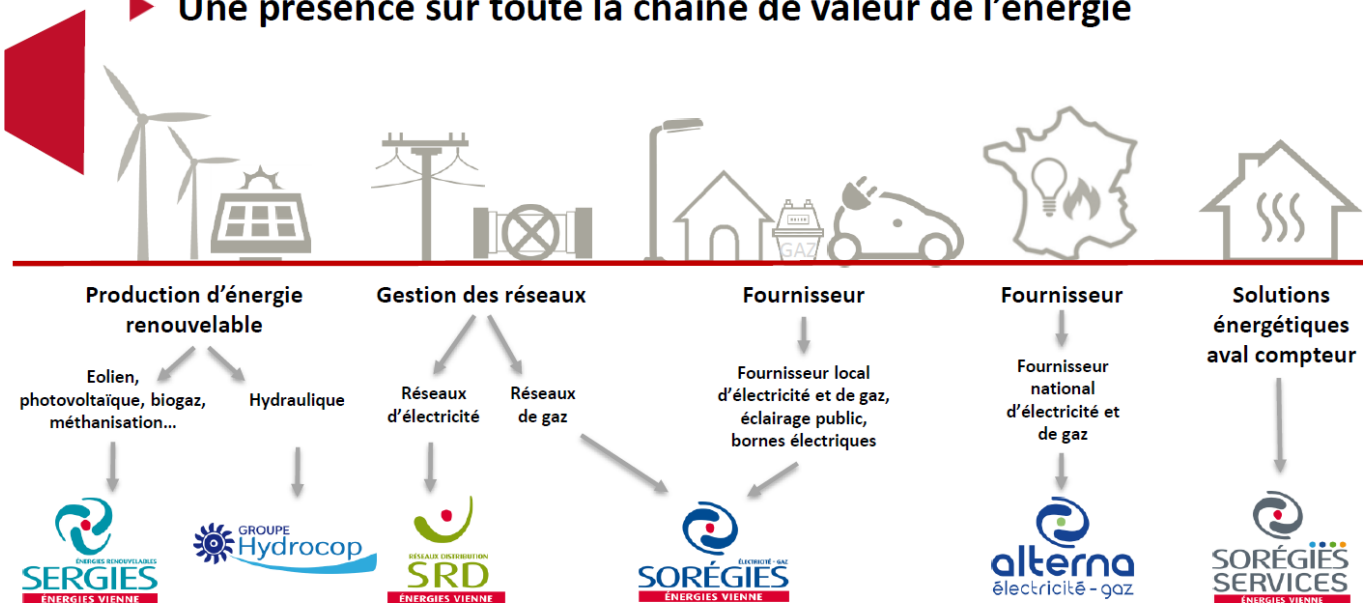 Une présence sur toute la chaîne de valeur de l'énergie
GAZ
Production d'énergie
renouvelable
Gestion des réseaux
Fournisseur
Fournisseur
Solutions
énergétiques
aval compteur
Eolien,
photovoltaïque, biogaz,
méthanisation...
Hydraulique
Réseaux
d'électricité
Réseaux
de gaz
Fournisseur local
d'électricité et de gaz,
éclairage public,
bornes électriques
Fournisseur
national
d'électricité et
de gaz
ÉNERGIES RENOUVELABLES
SERGIES
ÉNERGIES VIENNE
GROUPE
Hydrocop
RÉSEAUX DISTRIBUTION
SRD
ÉNERGIES VIENNE
ÉLECTRICITÉ - GAZ
SORÉGIES
ÉNERGIES VIENNE
alterna
électricité - gaz
SORÉGIES
SERVICES
ÉNERGIES VIENNE